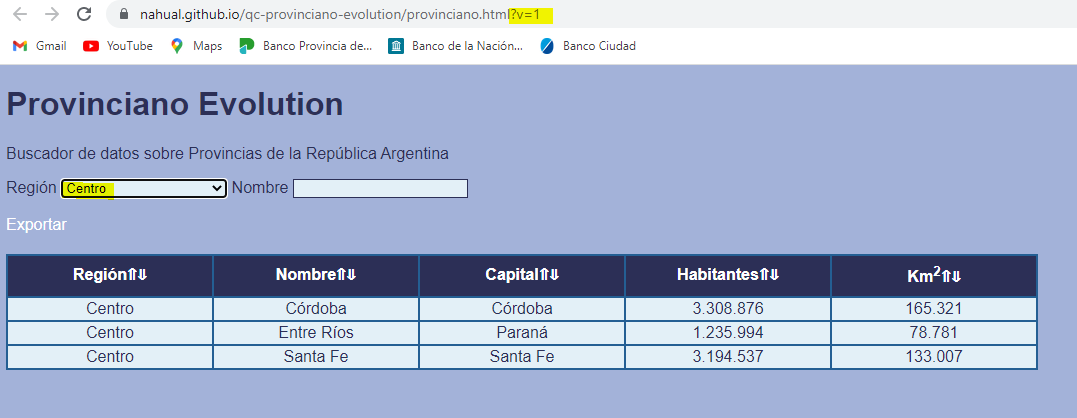 nahual.github.io/qc-provinciano-evolution/provinciano.html?v=1
Gmail YouTube Maps Banco Provincia de... Banco de la Nación... Banco Ciudad
Provinciano Evolution
Buscador de datos sobre Provincias de la República Argentina
Región Centro Nombre
Exportar
Región⇑⇓ Nombre⇑⇓ Capital⇑⇓ Habitantes⇑⇓ Km²⇑⇓
Centro Córdoba Córdoba 3.308.876 165.321
Centro Entre Ríos Paraná 1.235.994 78.781
Centro Santa Fe Santa Fe 3.194.537 133.007